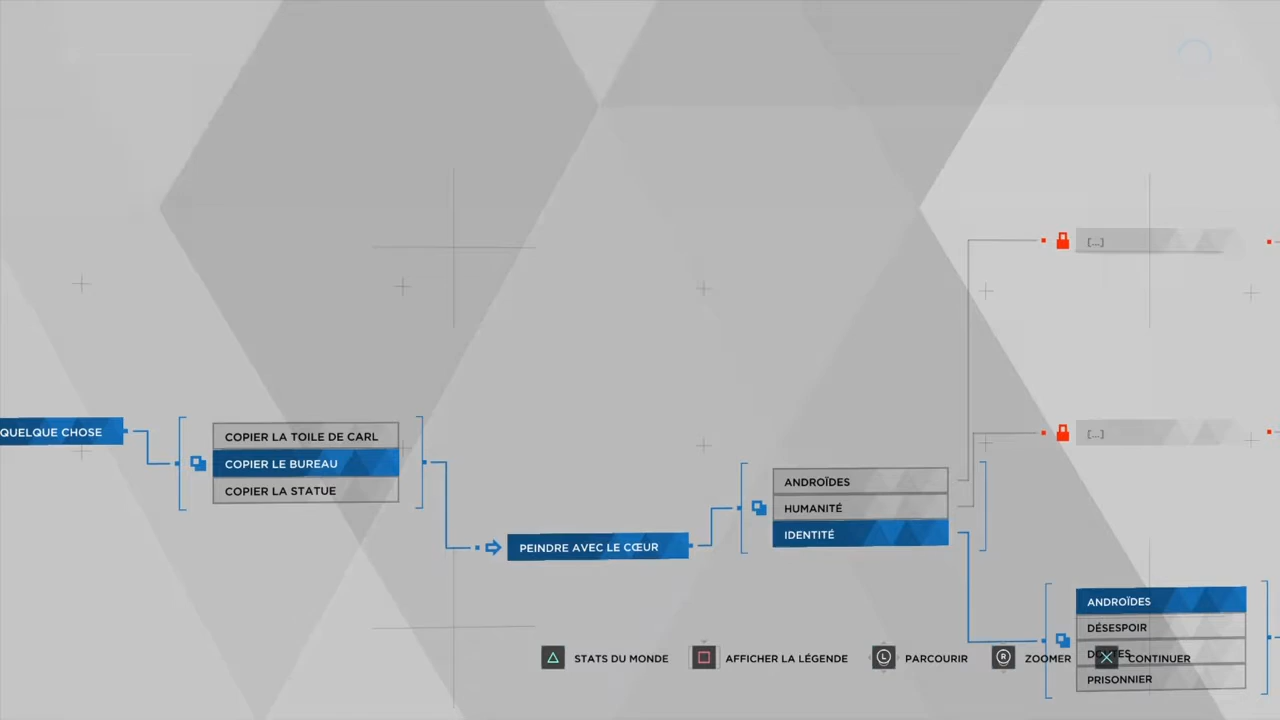 [...]
QUELQUE CHOSE
COPIER LA TOILE DE CARL
COPIER LE BUREAU
COPIER LA STATUE
[...]
PEINDRE AVEC LE CŒUR
ANDROÏDES
HUMANITÉ
IDENTITÉ
ANDROÏDES
DÉSESPOIR
PRISONNIER
STATS DU MONDE
AFFICHER LA LÉGENDE
L PARCOURIR
R ZOOMER
CONTINUER